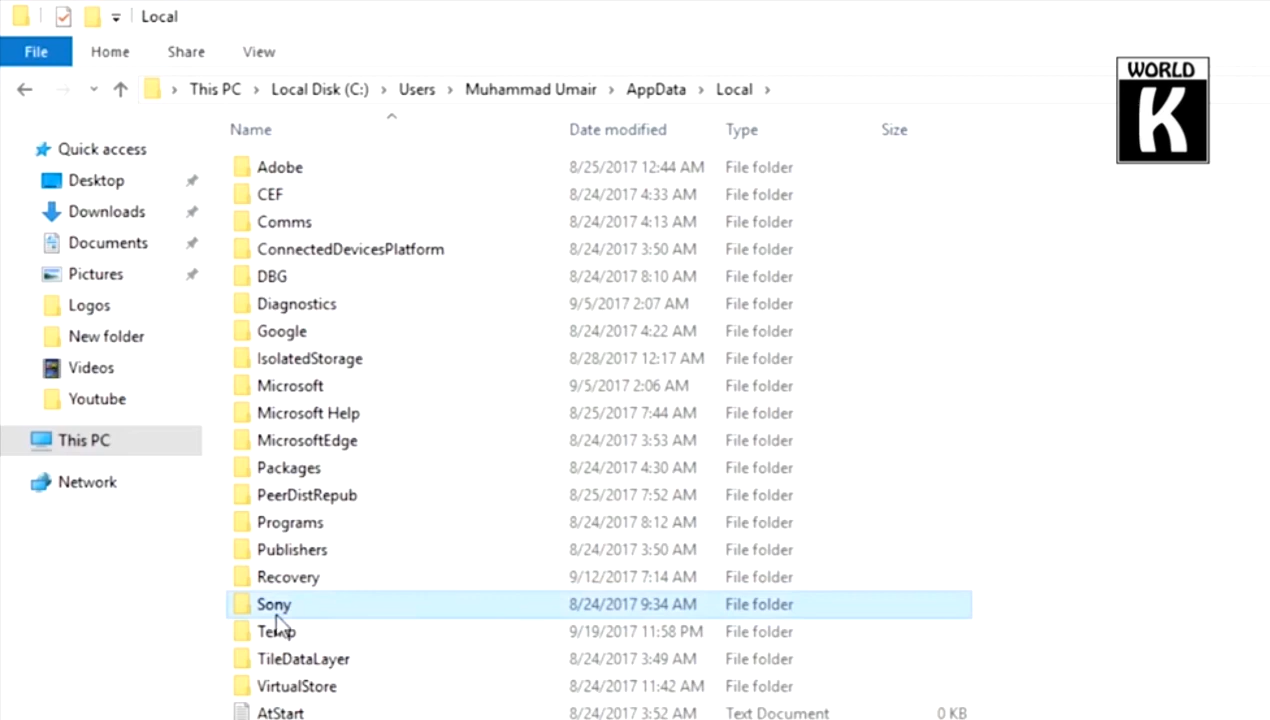 Local
File Home Share View
This PC Local Disk (C:) Users Muhammad Umair AppData Local
WORLD
K
Name Date modified Type Size
Quick access
Desktop
Downloads
Documents
Pictures
Logos
New folder
Videos
Youtube
This PC
Network
Adobe 8/25/2017 12:44 AM File folder
CEF 8/24/2017 4:33 AM File folder
Comms 8/24/2017 4:13 AM File folder
ConnectedDevicesPlatform 8/24/2017 3:50 AM File folder
DBG 8/24/2017 8:10 AM File folder
Diagnostics 9/5/2017 2:07 AM File folder
Google 8/24/2017 4:22 AM File folder
IsolatedStorage 8/28/2017 12:17 AM File folder
Microsoft 9/5/2017 2:06 AM File folder
Microsoft Help 8/25/2017 7:44 AM File folder
MicrosoftEdge 8/24/2017 3:53 AM File folder
Packages 8/24/2017 4:30 AM File folder
PeerDistRepub 8/25/2017 7:52 AM File folder
Programs 8/24/2017 8:12 AM File folder
Publishers 8/24/2017 3:50 AM File folder
Recovery 9/12/2017 7:14 AM File folder
Sony 8/24/2017 9:34 AM File folder
Temp 9/19/2017 11:58 PM File folder
TileDataLayer 8/24/2017 3:49 AM File folder
VirtualStore 8/24/2017 11:42 AM File folder
AtStart 8/24/2017 3:52 AM Text Document 0 KB